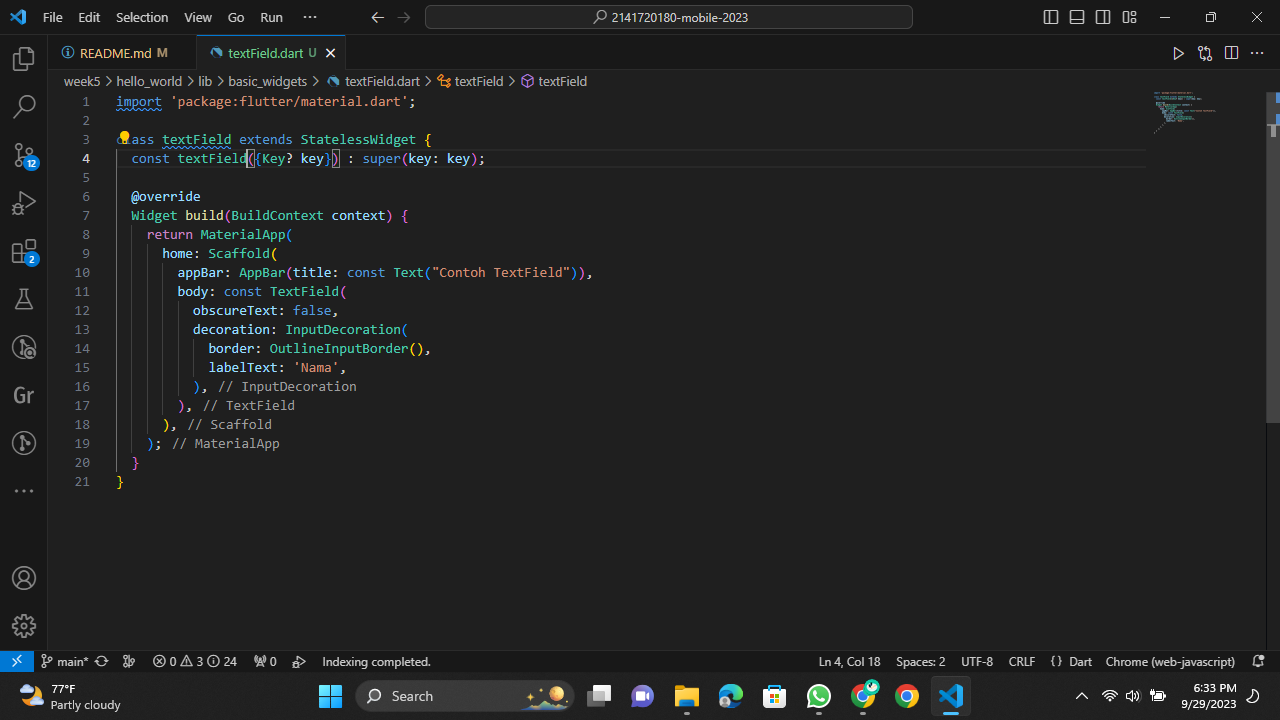 File Edit Selection View Go Run ··· 2141720180-mobile-2023
README.md M textField.dart U
week5 > hello_world > lib > basic_widgets > textField.dart > textField > textField
1 import 'package:flutter/material.dart';
2
3 class textField extends StatelessWidget {
4 const textField({Key? key}) : super(key: key);
5
6 @override
7 Widget build(BuildContext context) {
8 return MaterialApp(
9 home: Scaffold(
10 appBar: AppBar(title: const Text("Contoh TextField")),
11 body: const TextField(
12 obscureText: false,
13 decoration: InputDecoration(
14 border: OutlineInputBorder(),
15 labelText: 'Nama',
16 ), // InputDecoration
17 ), // TextField
18 ), // Scaffold
19 ); // MaterialApp
20 }
21 }
12
2
Gr
main* 0 3 24 0 Indexing completed. Ln 4, Col 18 Spaces: 2 UTF-8 CRLF {} Dart Chrome (web-javascript)
77°F
Partly cloudy
Search
6:33 PM
9/29/2023